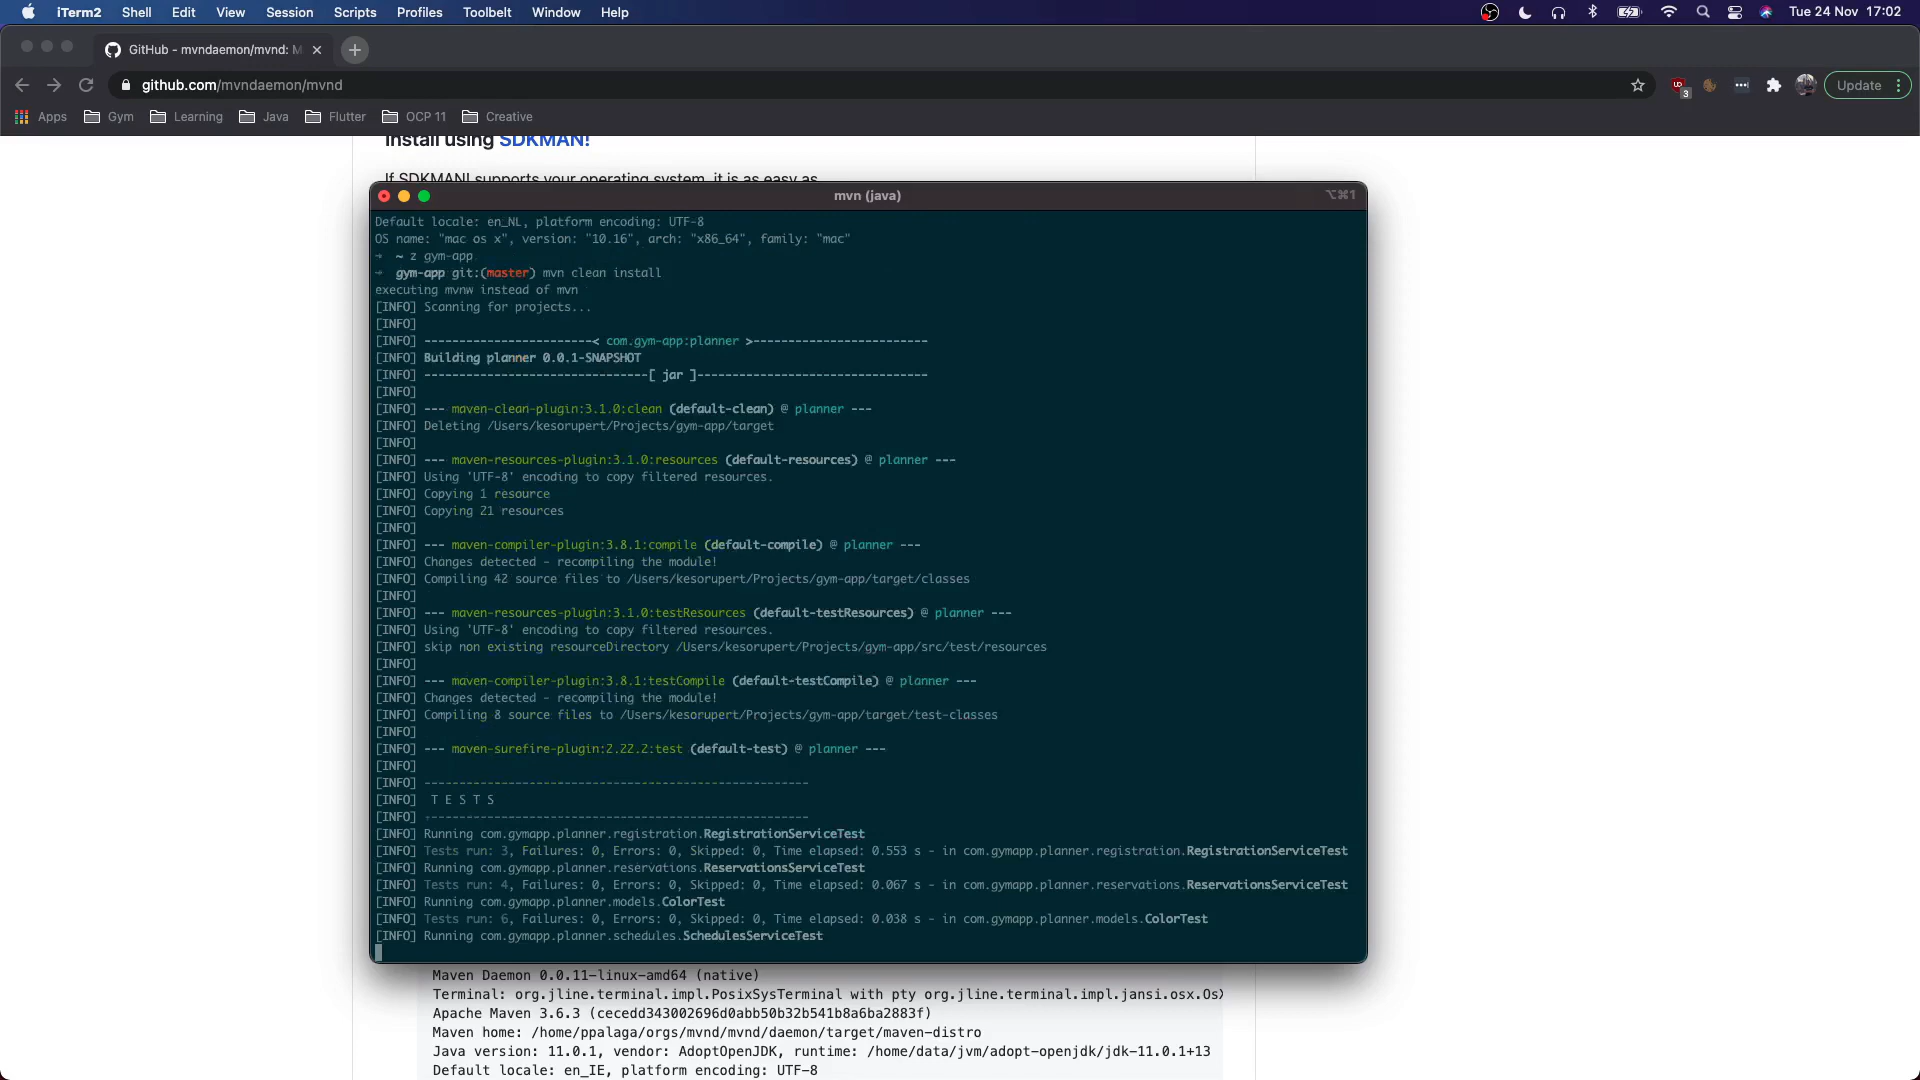 iTerm2 Shell Edit View Session Scripts Profiles Toolbelt Window Help Tue 24 Nov 17:02
GitHub - mvndaemon/mvnd: M
github.com/mvndaemon/mvnd
3
Update
Apps Gym Learning Java Flutter OCP 11 Creative
Install using SDKMAN!
If SDKMAN! supports your operating system, it is as easy as
mvn (java)
⌥⌘1
Default locale: en_NL, platform encoding: UTF-8
OS name: "mac os x", version: "10.16", arch: "x86_64", family: "mac"
→ ~ z gym-app
→ gym-app git:(master) mvn clean install
executing mvnw instead of mvn
[INFO] Scanning for projects...
[INFO]
[INFO] ------------------------< com.gym-app:planner >-------------------------
[INFO] Building planner 0.0.1-SNAPSHOT
[INFO] --------------------------------[ jar ]---------------------------------
[INFO]
[INFO] --- maven-clean-plugin:3.1.0:clean (default-clean) @ planner ---
[INFO] Deleting /Users/kesorupert/Projects/gym-app/target
[INFO]
[INFO] --- maven-resources-plugin:3.1.0:resources (default-resources) @ planner ---
[INFO] Using 'UTF-8' encoding to copy filtered resources.
[INFO] Copying 1 resource
[INFO] Copying 21 resources
[INFO]
[INFO] --- maven-compiler-plugin:3.8.1:compile (default-compile) @ planner ---
[INFO] Changes detected - recompiling the module!
[INFO] Compiling 42 source files to /Users/kesorupert/Projects/gym-app/target/classes
[INFO]
[INFO] --- maven-resources-plugin:3.1.0:testResources (default-testResources) @ planner ---
[INFO] Using 'UTF-8' encoding to copy filtered resources.
[INFO] skip non existing resourceDirectory /Users/kesorupert/Projects/gym-app/src/test/resources
[INFO]
[INFO] --- maven-compiler-plugin:3.8.1:testCompile (default-testCompile) @ planner ---
[INFO] Changes detected - recompiling the module!
[INFO] Compiling 8 source files to /Users/kesorupert/Projects/gym-app/target/test-classes
[INFO]
[INFO] --- maven-surefire-plugin:2.22.2:test (default-test) @ planner ---
[INFO]
[INFO] -------------------------------------------------------
[INFO]  T E S T S
[INFO] -------------------------------------------------------
[INFO] Running com.gymapp.planner.registration.RegistrationServiceTest
[INFO] Tests run: 3, Failures: 0, Errors: 0, Skipped: 0, Time elapsed: 0.553 s - in com.gymapp.planner.registration.RegistrationServiceTest
[INFO] Running com.gymapp.planner.reservations.ReservationsServiceTest
[INFO] Tests run: 4, Failures: 0, Errors: 0, Skipped: 0, Time elapsed: 0.067 s - in com.gymapp.planner.reservations.ReservationsServiceTest
[INFO] Running com.gymapp.planner.models.ColorTest
[INFO] Tests run: 6, Failures: 0, Errors: 0, Skipped: 0, Time elapsed: 0.038 s - in com.gymapp.planner.models.ColorTest
[INFO] Running com.gymapp.planner.schedules.SchedulesServiceTest
Maven Daemon 0.0.11-linux-amd64 (native)
Terminal: org.jline.terminal.impl.PosixSysTerminal with pty org.jline.terminal.impl.jansi.osx.OsX
Apache Maven 3.6.3 (cecedd343002696d0abb50b32b541b8a6ba2883f)
Maven home: /home/ppalaga/orgs/mvnd/mvnd/daemon/target/maven-distro
Java version: 11.0.1, vendor: AdoptOpenJDK, runtime: /home/data/jvm/adopt-openjdk/jdk-11.0.1+13
Default locale: en_IE, platform encoding: UTF-8